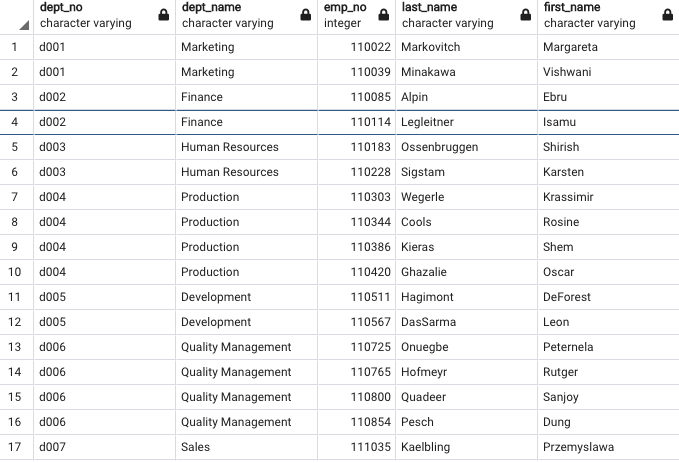 dept_no dept_name emp_no last_name first_name
character varying character varying integer character varying character varying
1 d001 Marketing 110022 Markovitch Margareta
2 d001 Marketing 110039 Minakawa Vishwani
3 d002 Finance 110085 Alpin Ebru
4 d002 Finance 110114 Legleitner Isamu
5 d003 Human Resources 110183 Ossenbruggen Shirish
6 d003 Human Resources 110228 Sigstam Karsten
7 d004 Production 110303 Wegerle Krassimir
8 d004 Production 110344 Cools Rosine
9 d004 Production 110386 Kieras Shem
10 d004 Production 110420 Ghazalie Oscar
11 d005 Development 110511 Hagimont DeForest
12 d005 Development 110567 DasSarma Leon
13 d006 Quality Management 110725 Onuegbe Peternela
14 d006 Quality Management 110765 Hofmeyr Rutger
15 d006 Quality Management 110800 Quadeer Sanjoy
16 d006 Quality Management 110854 Pesch Dung
17 d007 Sales 111035 Kaelbling Przemyslawa